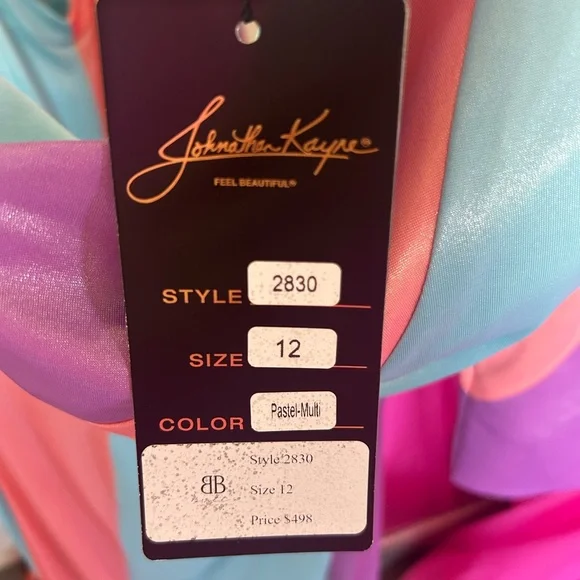 Johnathan Kayne®
FEEL BEAUTIFUL®
STYLE 2830
SIZE 12
COLOR Pastel-Multi
Style 2830
BB
Size 12
Price $498